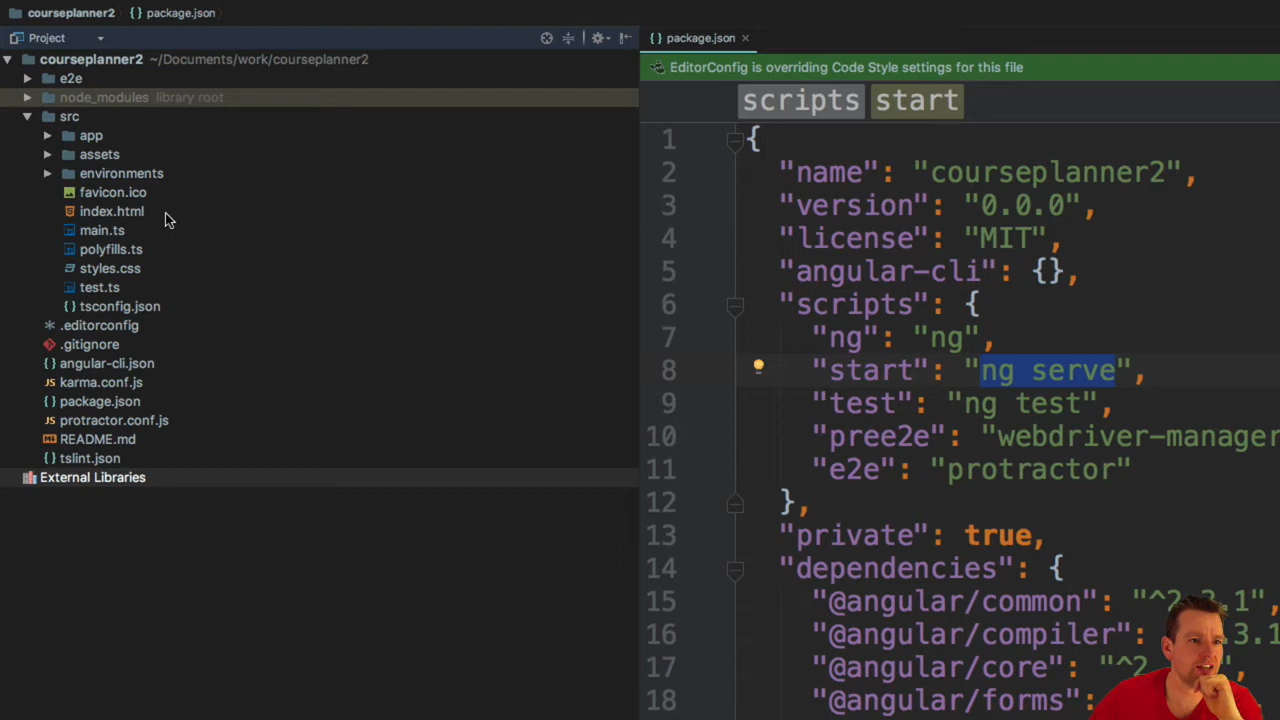 courseplanner2 package.json
Project
courseplanner2 ~/Documents/work/courseplanner2
e2e
node_modules library root
src
app
assets
environments
favicon.ico
index.html
main.ts
polyfills.ts
styles.css
test.ts
tsconfig.json
.editorconfig
.gitignore
angular-cli.json
karma.conf.js
package.json
protractor.conf.js
README.md
tslint.json
External Libraries
package.json
EditorConfig is overriding Code Style settings for this file
scripts start
1 {
2 "name": "courseplanner2",
3 "version": "0.0.0",
4 "license": "MIT",
5 "angular-cli": {},
6 "scripts": {
7 "ng": "ng",
8 "start": "ng serve",
9 "test": "ng test",
10 "pree2e": "webdriver-manager
11 "e2e": "protractor"
12 },
13 "private": true,
14 "dependencies": {
15 "@angular/common": .1",
16 "@angular/compiler": .3.1
17 "@angular/core": "^2
18 "@angular/forms":